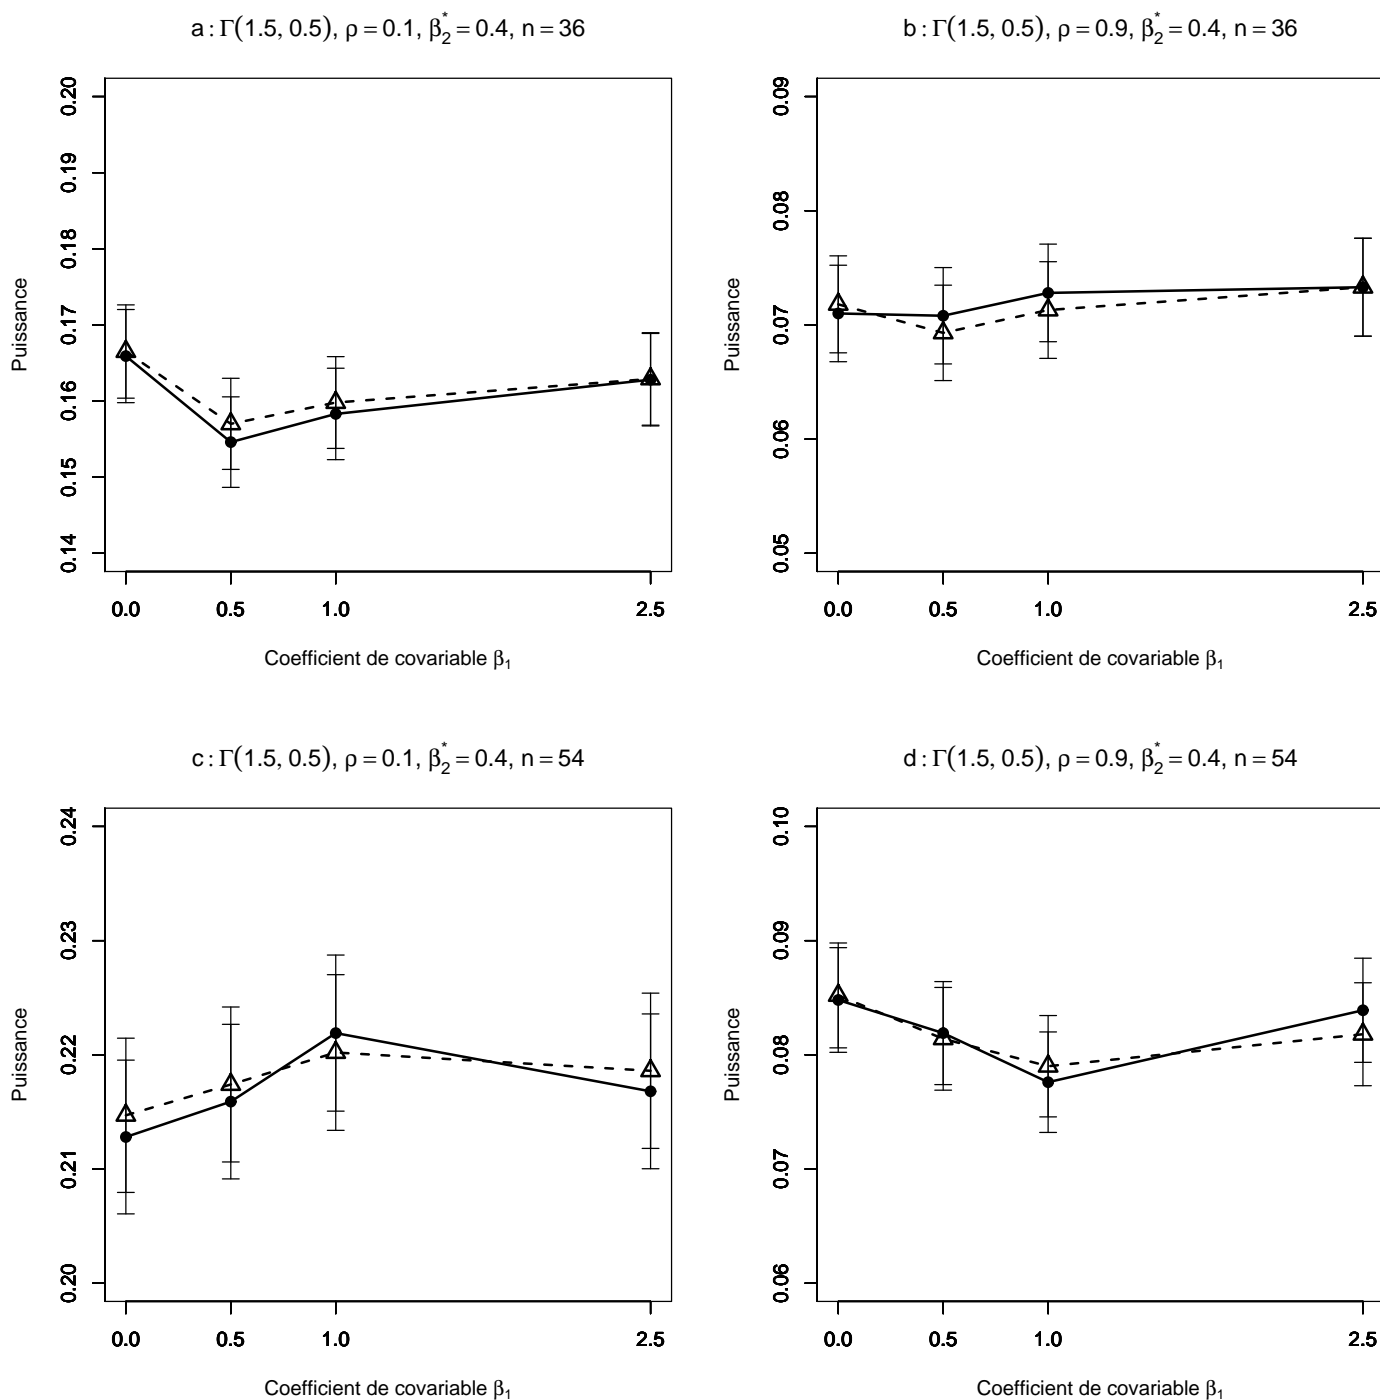 a : Γ(1.5, 0.5), ρ = 0.1, β₂* = 0.4, n = 36
0.20
0.19
0.18
0.17
0.16
0.15
0.14
Puissance
0.0 0.5 1.0 2.5
Coefficient de covariable β₁
b : Γ(1.5, 0.5), ρ = 0.9, β₂* = 0.4, n = 36
0.09
0.08
0.07
0.06
0.05
Puissance
0.0 0.5 1.0 2.5
Coefficient de covariable β₁
c : Γ(1.5, 0.5), ρ = 0.1, β₂* = 0.4, n = 54
0.24
0.23
0.22
0.21
0.20
Puissance
0.0 0.5 1.0 2.5
Coefficient de covariable β₁
d : Γ(1.5, 0.5), ρ = 0.9, β₂* = 0.4, n = 54
0.10
0.09
0.08
0.07
0.06
Puissance
0.0 0.5 1.0 2.5
Coefficient de covariable β₁